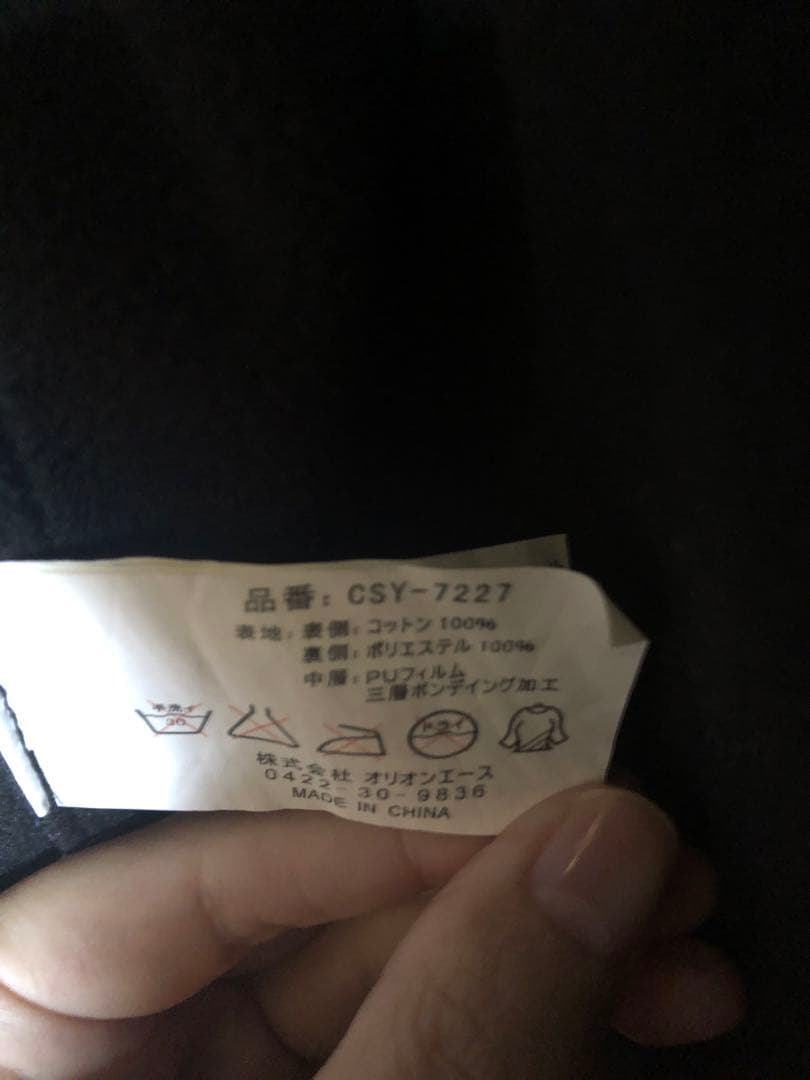 品番: CSY-7227
表地: 表側: コットン 100%
裏側: ポリエステル 100%
中層: PUフィルム
三層ボンディング加工
手洗イ
30
ドライ
株式会社 オリオンエース
0422-30-9836
MADE IN CHINA